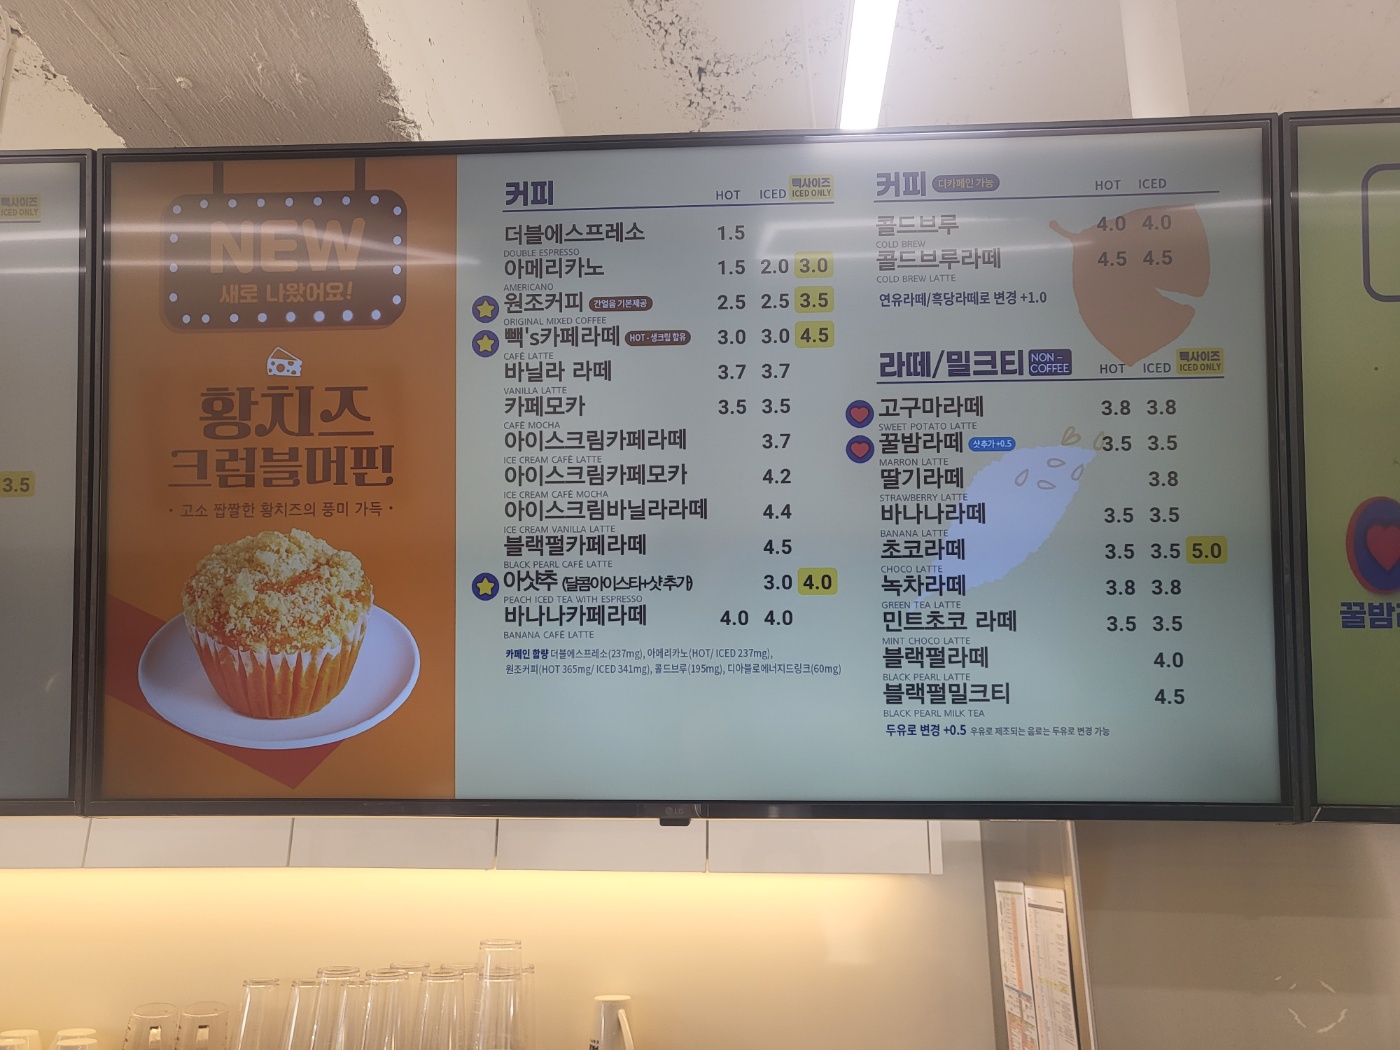 빽사이즈
ICED ONLY
3.5
NEW
새로 나왔어요!
황치즈
크럼블머핀
· 고소 짭짤한 황치즈의 풍미 가득 ·
커피 HOT ICED 빽사이즈 ICED ONLY
더블에스프레소 1.5
DOUBLE ESPRESSO
아메리카노 1.5 2.0 3.0
AMERICANO
원조커피 간얼음 기본제공 2.5 2.5 3.5
ORIGINAL MIXED COFFEE
빽's카페라떼 HOT - 생크림 함유 3.0 3.0 4.5
CAFÉ LATTE
바닐라 라떼 3.7 3.7
VANILLA LATTE
카페모카 3.5 3.5
CAFÉ MOCHA
아이스크림카페라떼 3.7
ICE CREAM CAFÉ LATTE
아이스크림카페모카 4.2
ICE CREAM CAFÉ MOCHA
아이스크림바닐라라떼 4.4
ICE CREAM VANILLA LATTE
블랙펄카페라떼 4.5
BLACK PEARL CAFÉ LATTE
아샷추 (달콤아이스티+샷추가) 3.0 4.0
PEACH ICED TEA WITH ESPRESSO
바나나카페라떼 4.0 4.0
BANANA CAFÉ LATTE
카페인 함량 더블에스프레소(237mg), 아메리카노(HOT/ ICED 237mg),
원조커피(HOT 365mg/ ICED 341mg), 콜드브루(195mg), 디아블로에너지드링크(60mg)
커피 디카페인 가능 HOT ICED
콜드브루 4.0 4.0
COLD BREW
콜드브루라떼 4.5 4.5
COLD BREW LATTE
연유라떼/흑당라떼로 변경 +1.0
라떼/밀크티 NON-COFFEE HOT ICED 빽사이즈 ICED ONLY
고구마라떼 3.8 3.8
SWEET POTATO LATTE
꿀밤라떼 샷추가 +0.5 3.5 3.5
MARRON LATTE
딸기라떼 3.8
STRAWBERRY LATTE
바나나라떼 3.5 3.5
BANANA LATTE
초코라떼 3.5 3.5 5.0
CHOCO LATTE
녹차라떼 3.8 3.8
GREEN TEA LATTE
민트초코 라떼 3.5 3.5
MINT CHOCO LATTE
블랙펄라떼 4.0
BLACK PEARL LATTE
블랙펄밀크티 4.5
BLACK PEARL MILK TEA
두유로 변경 +0.5 우유로 제조되는 음료는 두유로 변경 가능
꿀밤
LG